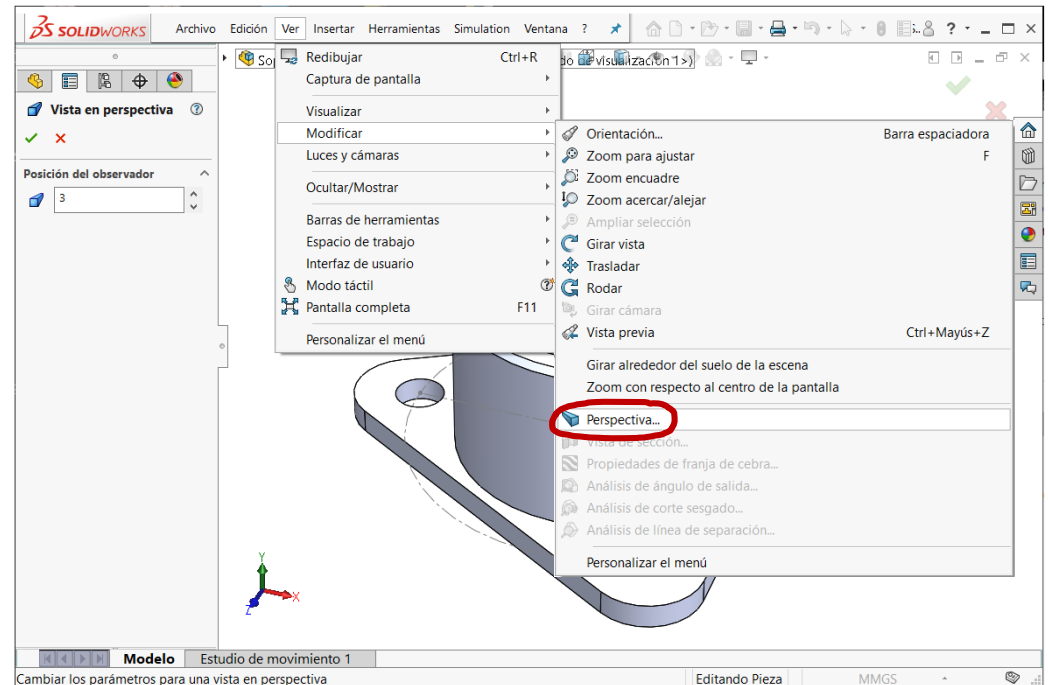 SOLIDWORKS Archivo Edición Ver Insertar Herramientas Simulation Ventana ?
Vista en perspectiva
Posición del observador
3
Redibujar Ctrl+R
Captura de pantalla
Visualizar
Modificar
Luces y cámaras
Ocultar/Mostrar
Barras de herramientas
Espacio de trabajo
Interfaz de usuario
Modo táctil
Pantalla completa F11
Personalizar el menú
Orientación... Barra espaciadora
Zoom para ajustar F
Zoom encuadre
Zoom acercar/alejar
Ampliar selección
Girar vista
Trasladar
Rodar
Girar cámara
Vista previa Ctrl+Mayús+Z
Girar alrededor del suelo de la escena
Zoom con respecto al centro de la pantalla
Perspectiva...
Vista de sección...
Propiedades de franja de cebra...
Análisis de ángulo de salida...
Análisis de corte sesgado...
Análisis de línea de separación...
Personalizar el menú
Y
X
Z
Modelo Estudio de movimiento 1
Cambiar los parámetros para una vista en perspectiva Editando Pieza MMGS